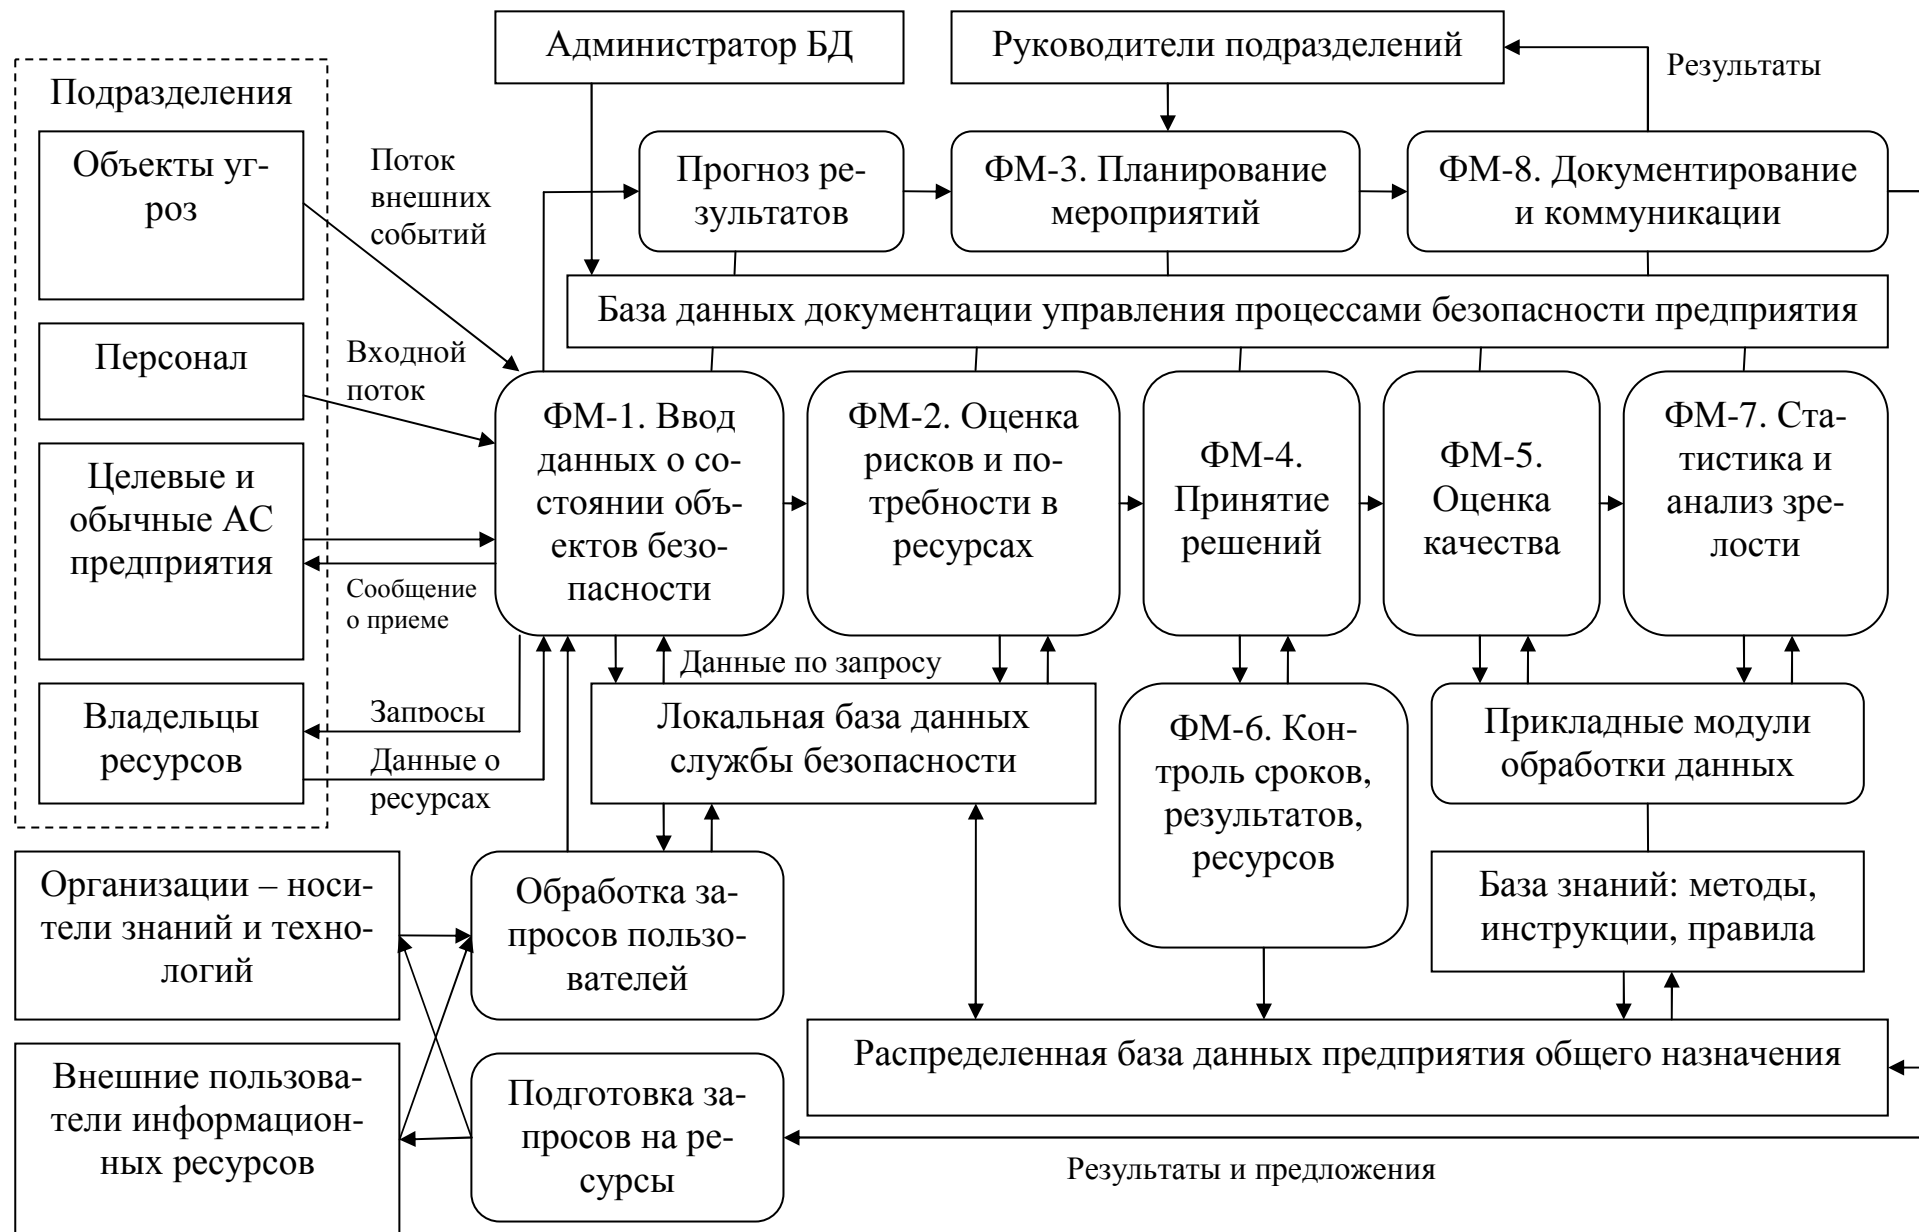 Администратор БД
Руководители подразделений
Результаты
Подразделения
Объекты уг-
роз
Поток
внешних
событий
Прогноз ре-
зультатов
ФМ-3. Планирование
мероприятий
ФМ-8. Документирование
и коммуникации
База данных документации управления процессами безопасности предприятия
Персонал
Входной
поток
ФМ-1. Ввод
данных о со-
стоянии объ-
ектов безо-
пасности
ФМ-2. Оценка
рисков и по-
требности в
ресурсах
ФМ-4.
Принятие
решений
ФМ-5.
Оценка
качества
ФМ-7. Ста-
тистика и
анализ зре-
лости
Целевые и
обычные АС
предприятия
Сообщение
о приеме
Данные по запросу
Владельцы
ресурсов
Запросы
Данные о
ресурсах
Локальная база данных
службы безопасности
ФМ-6. Кон-
троль сроков,
результатов,
ресурсов
Прикладные модули
обработки данных
Организации – носи-
тели знаний и техно-
логий
Обработка за-
просов пользо-
вателей
База знаний: методы,
инструкции, правила
Распределенная база данных предприятия общего назначения
Внешние пользова-
тели информацион-
ных ресурсов
Подготовка за-
просов на ре-
сурсы
Результаты и предложения